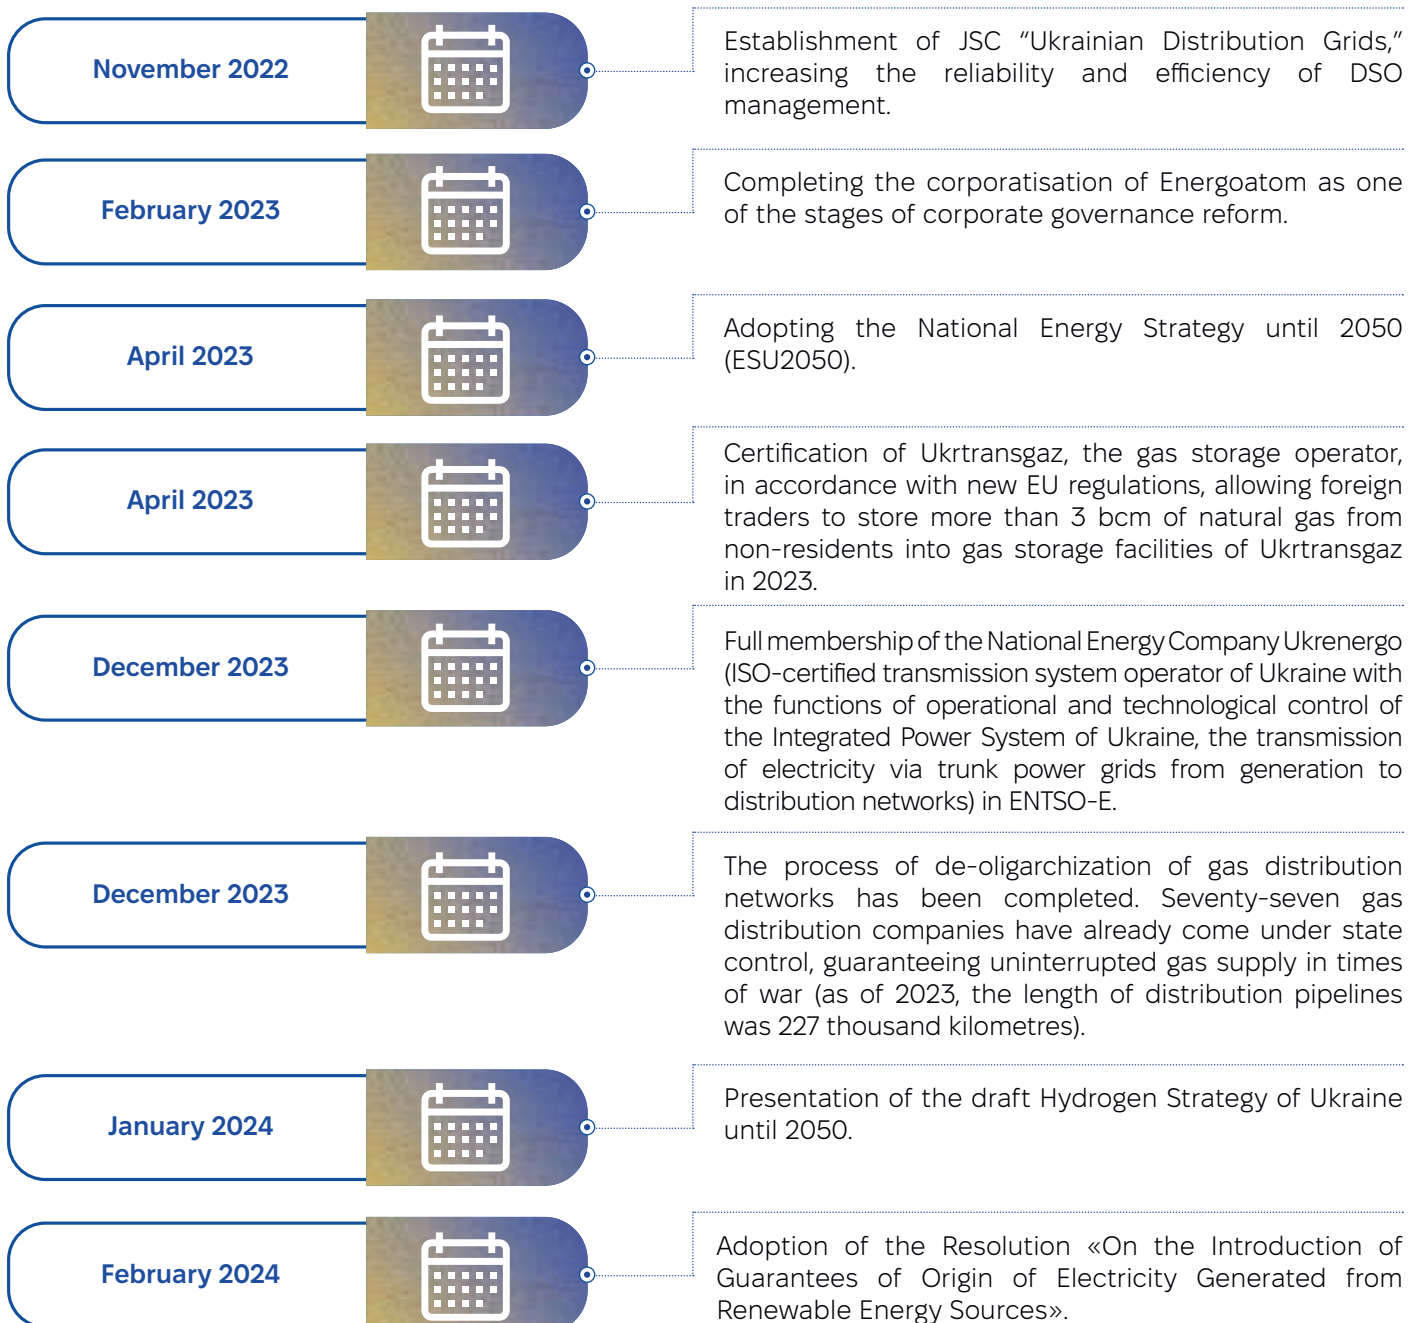 November 2022
Establishment of JSC “Ukrainian Distribution Grids,”
increasing the reliability and efficiency of DSO
management.
February 2023
Completing the corporatisation of Energoatom as one
of the stages of corporate governance reform.
April 2023
Adopting the National Energy Strategy until 2050
(ESU2050).
April 2023
Certification of Ukrtransgaz, the gas storage operator,
in accordance with new EU regulations, allowing foreign
traders to store more than 3 bcm of natural gas from
non-residents into gas storage facilities of Ukrtransgaz
in 2023.
December 2023
Full membership of the National Energy Company Ukrenergo
(ISO-certified transmission system operator of Ukraine with
the functions of operational and technological control of
the Integrated Power System of Ukraine, the transmission
of electricity via trunk power grids from generation to
distribution networks) in ENTSO-E.
December 2023
The process of de-oligarchization of gas distribution
networks has been completed. Seventy-seven gas
distribution companies have already come under state
control, guaranteeing uninterrupted gas supply in times
of war (as of 2023, the length of distribution pipelines
was 227 thousand kilometres).
January 2024
Presentation of the draft Hydrogen Strategy of Ukraine
until 2050.
February 2024
Adoption of the Resolution «On the Introduction of
Guarantees of Origin of Electricity Generated from
Renewable Energy Sources».